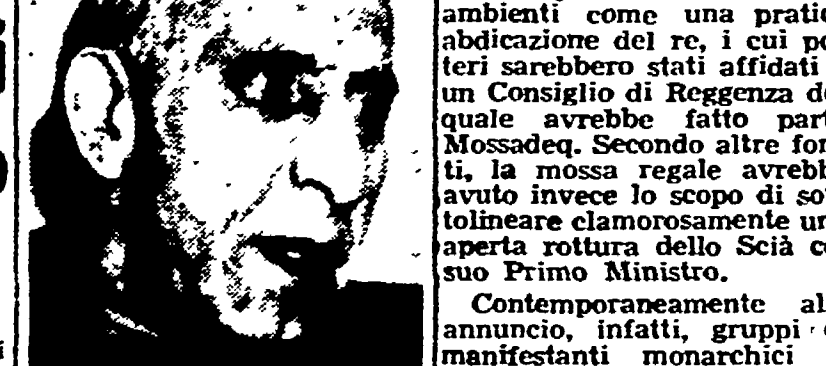 ambienti come una pratic
abdicazione del re, i cui po
teri sarebbero stati affidati
un Consiglio di Reggenza de
quale avrebbe fatto part
Mossadeq. Secondo altre fon
ti, la mossa regale avrebb
avuto invece lo scopo di sot
tolineare clamorosamente un
aperta rottura dello Scià co
suo Primo Ministro.
Contemporaneamente al
annuncio, infatti, gruppi
manifestanti monarchici